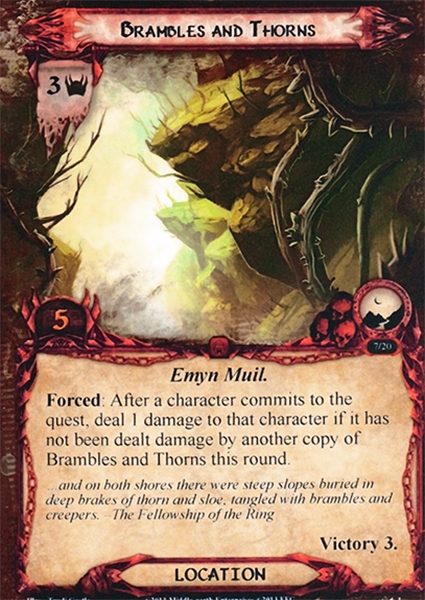 Brambles and Thorns
3
5
7/20
Emyn Muil.
Forced: After a character commits to the
quest, deal 1 damage to that character if it has
not been dealt damage by another copy of
Brambles and Thorns this round.
...and on both shores there were steep slopes buried in
deep brakes of thorn and sloe, tangled with brambles and
creepers. –The Fellowship of the Ring
Victory 3.
LOCATION